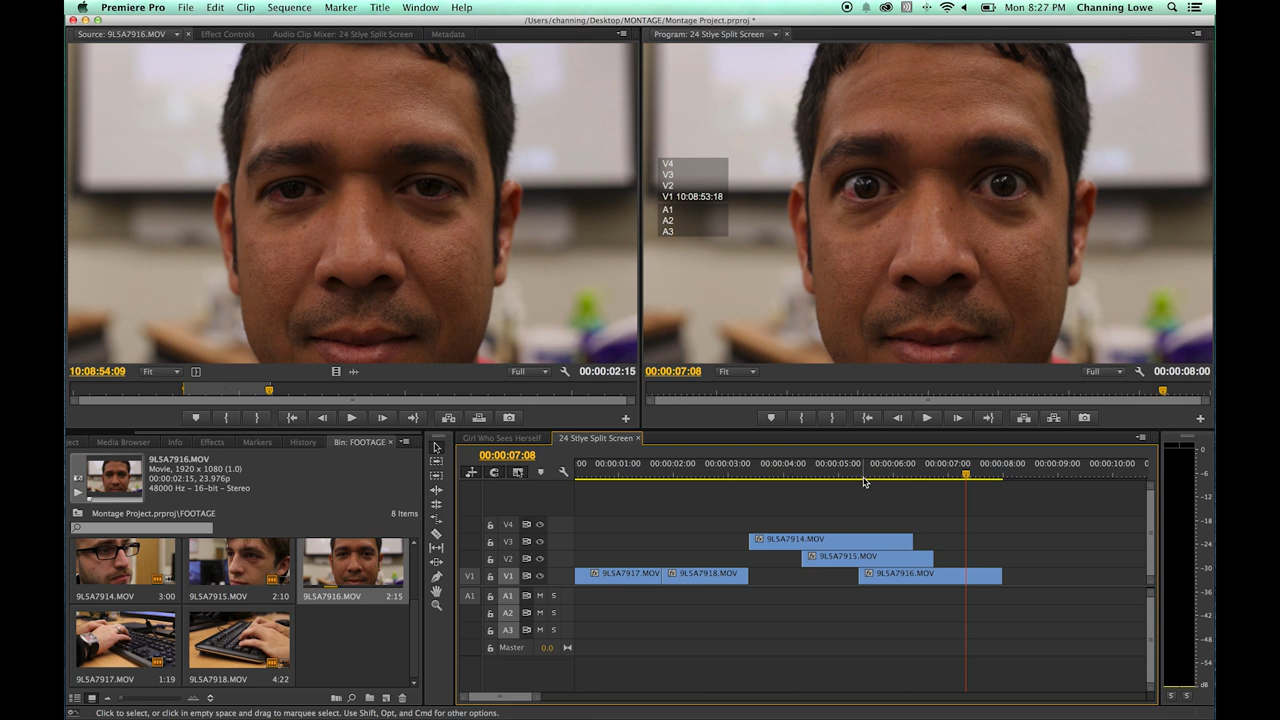 Premiere Pro File Edit Clip Sequence Marker Title Window Help Mon 8:27 PM Channing Lowe
/Users/channing/Desktop/MONTAGE/Montage Project.prproj *
Source: 9L5A7916.MOV Effect Controls Audio Clip Mixer: 24 Stlye Split Screen Metadata
Program: 24 Stlye Split Screen
V4
V3
V2
V1 10:08:53:18
A1
A2
A3
10:08:54:09 Fit Full 00:00:02:15
00:00:07:08 Fit Full 00:00:08:00
ject Media Browser Info Effects Markers History Bin: FOOTAGE
9L5A7916.MOV
Movie, 1920 x 1080 (1.0)
00:00:02:15, 23.976p
48000 Hz - 16-bit - Stereo
Montage Project.prproj\FOOTAGE 8 Items
9L5A7914.MOV 3:00 9L5A7915.MOV 2:10 9L5A7916.MOV 2:15
9L5A7917.MOV 1:19 9L5A7918.MOV 4:22
Girl Who Sees Herself 24 Stlye Split Screen
00:00:07:08
:00 00:00:01:00 00:00:02:00 00:00:03:00 00:00:04:00 00:00:05:00 00:00:06:00 00:00:07:00 00:00:08:00 00:00:09:00 00:00:10:00
V4
V3 9L5A7914.MOV
V2 9L5A7915.MOV
V1 V1 9L5A7917.MOV 9L5A7918.MOV 9L5A7916.MOV
A1 A1 M S
A2 M S
A3 M S
Master 0.0
0
-6
-12
-18
-24
-30
-36
-42
-48
-54
dB
S S
Click to select, or click in empty space and drag to marquee select. Use Shift, Opt, and Cmd for other options.